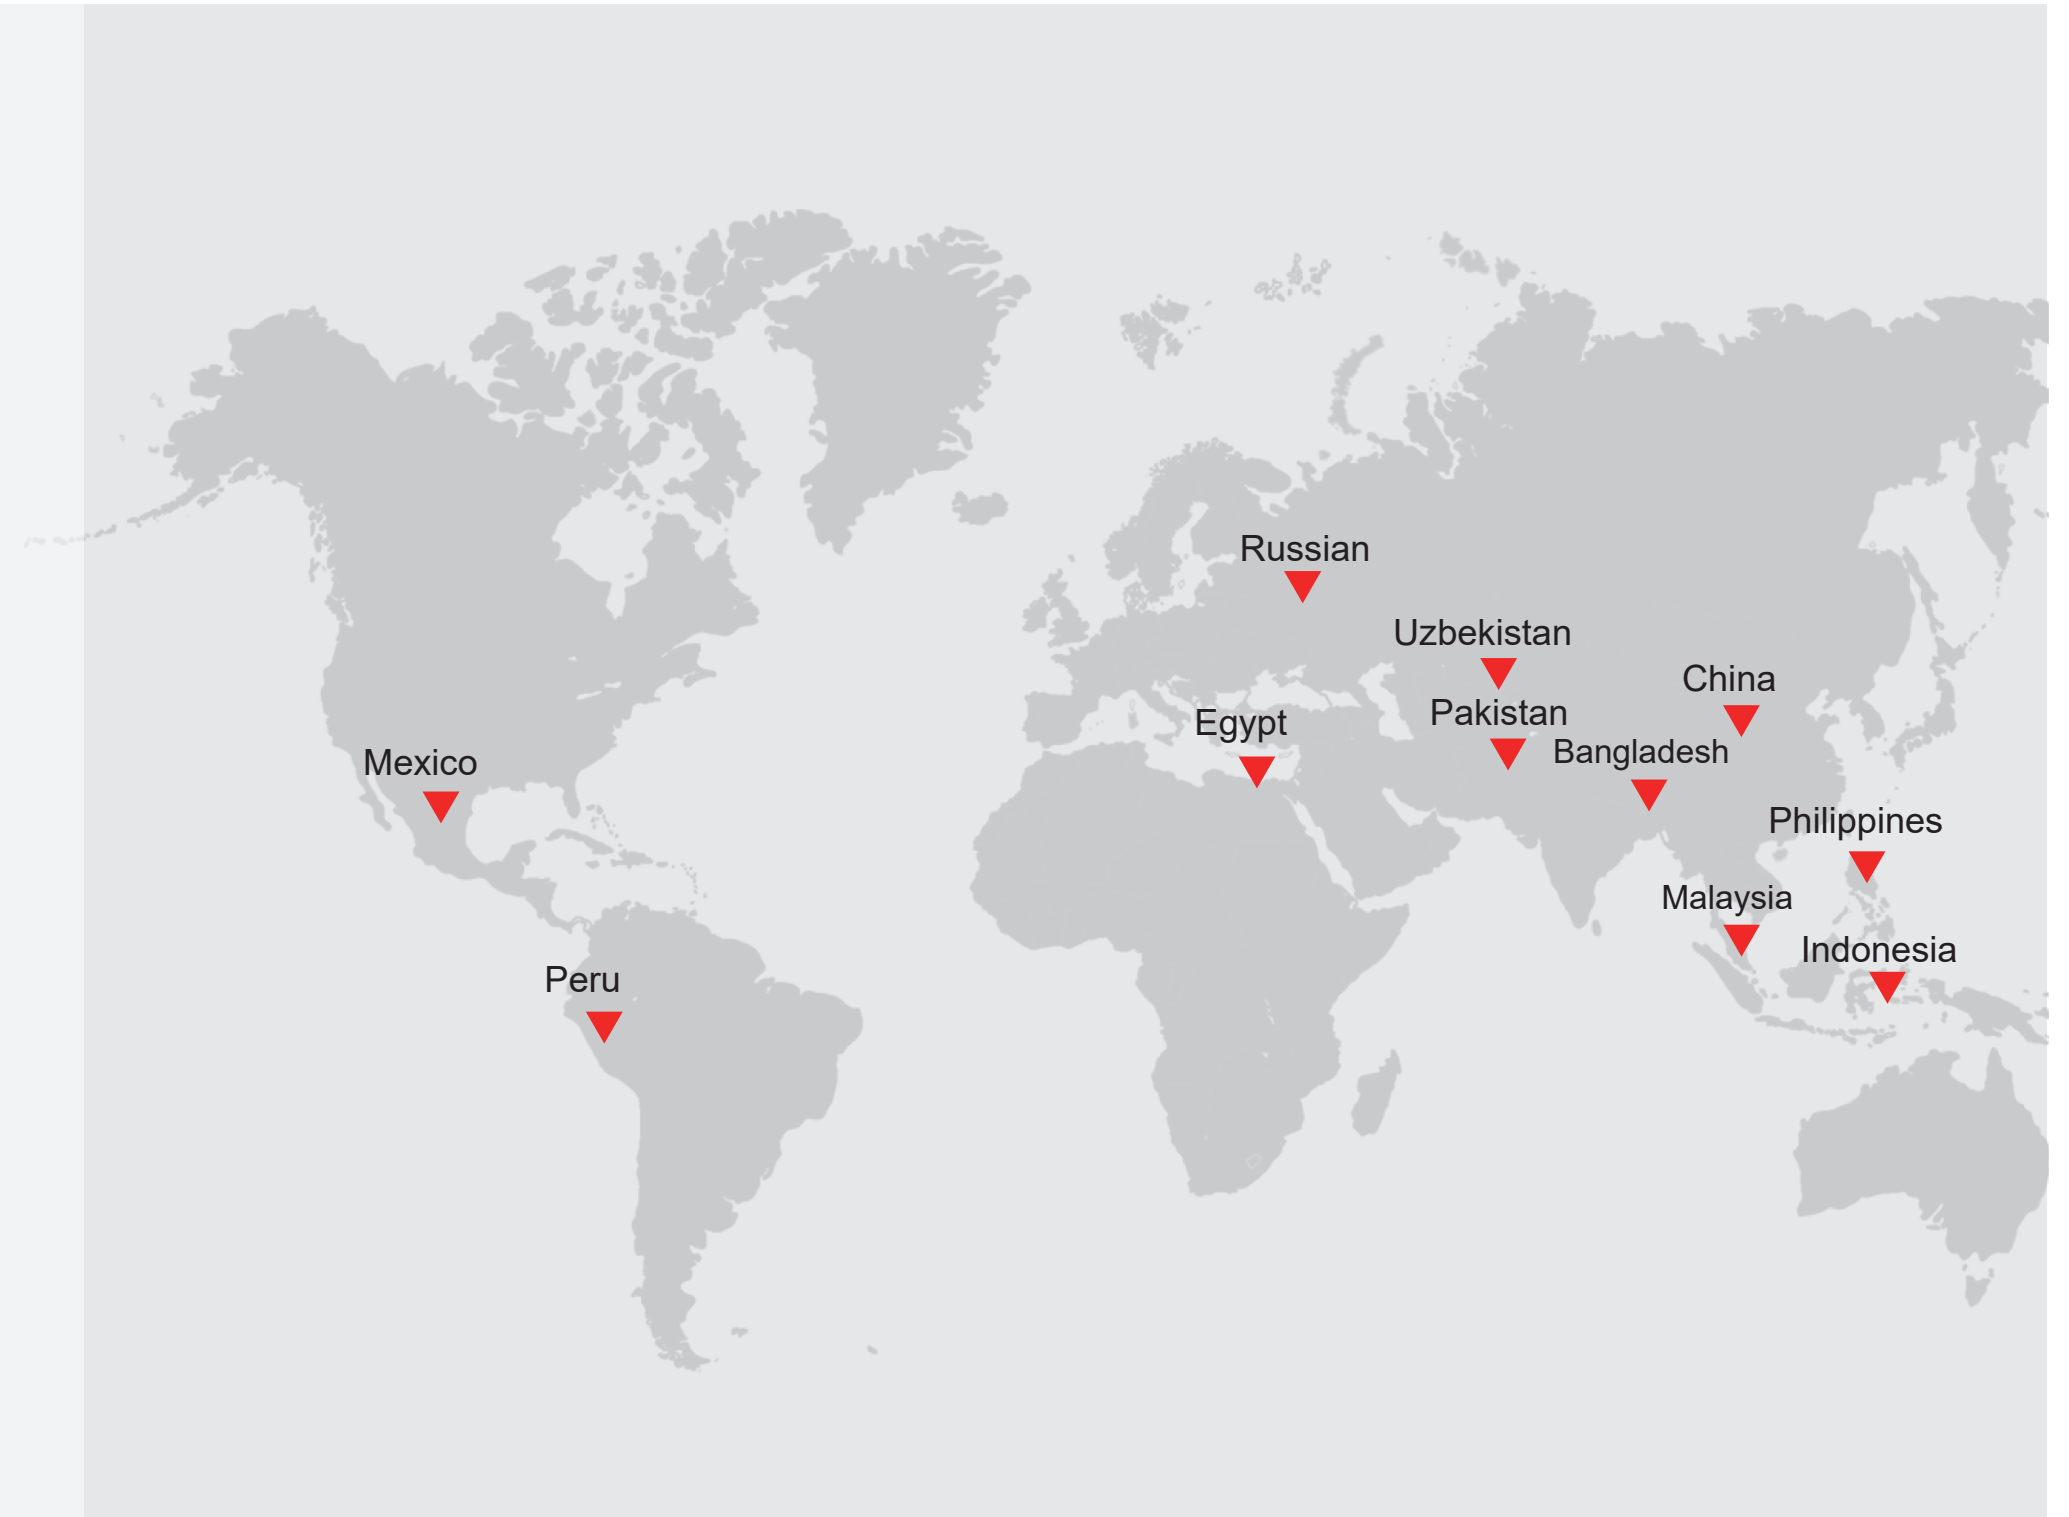 Russian
Uzbekistan
China
Pakistan
Egypt
Bangladesh
Mexico
Philippines
Malaysia
Indonesia
Peru